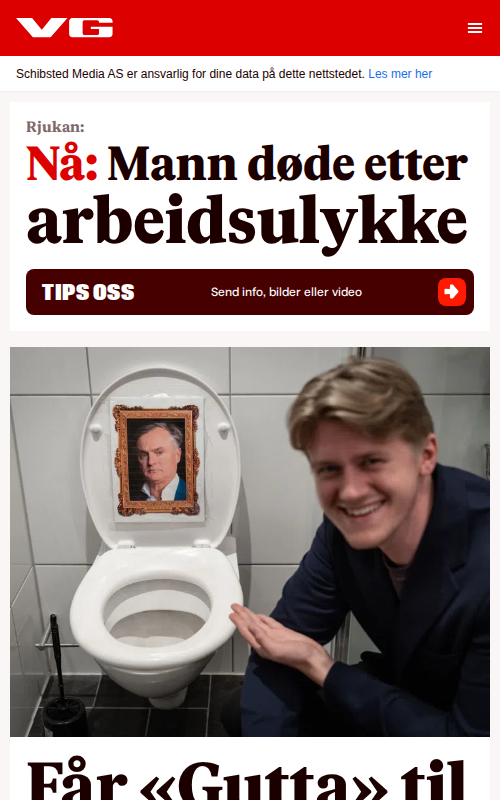 VG
Schibsted Media AS er ansvarlig for dine data på dette nettstedet. Les mer her
Rjukan:
Nå: Mann døde etter
arbeidsulykke
TIPS OSS
Send info, bilder eller video
Får «Gutta» til